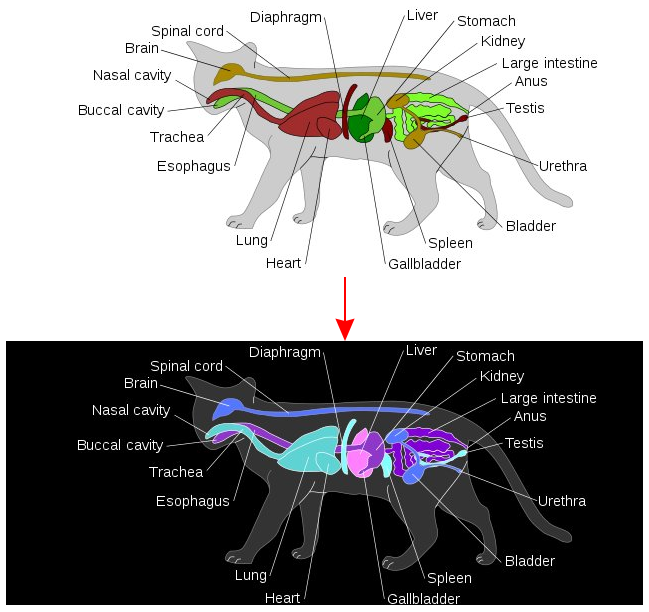 Diaphragm
Liver
Stomach
Spinal cord
Kidney
Brain
Large intestine
Nasal cavity
Anus
Buccal cavity
Testis
Trachea
Esophagus
Urethra
Bladder
Lung
Spleen
Heart
Gallbladder
Diaphragm
Liver
Stomach
Spinal cord
Kidney
Brain
Large intestine
Nasal cavity
Anus
Buccal cavity
Testis
Trachea
Esophagus
Urethra
Bladder
Lung
Spleen
Heart
Gallbladder